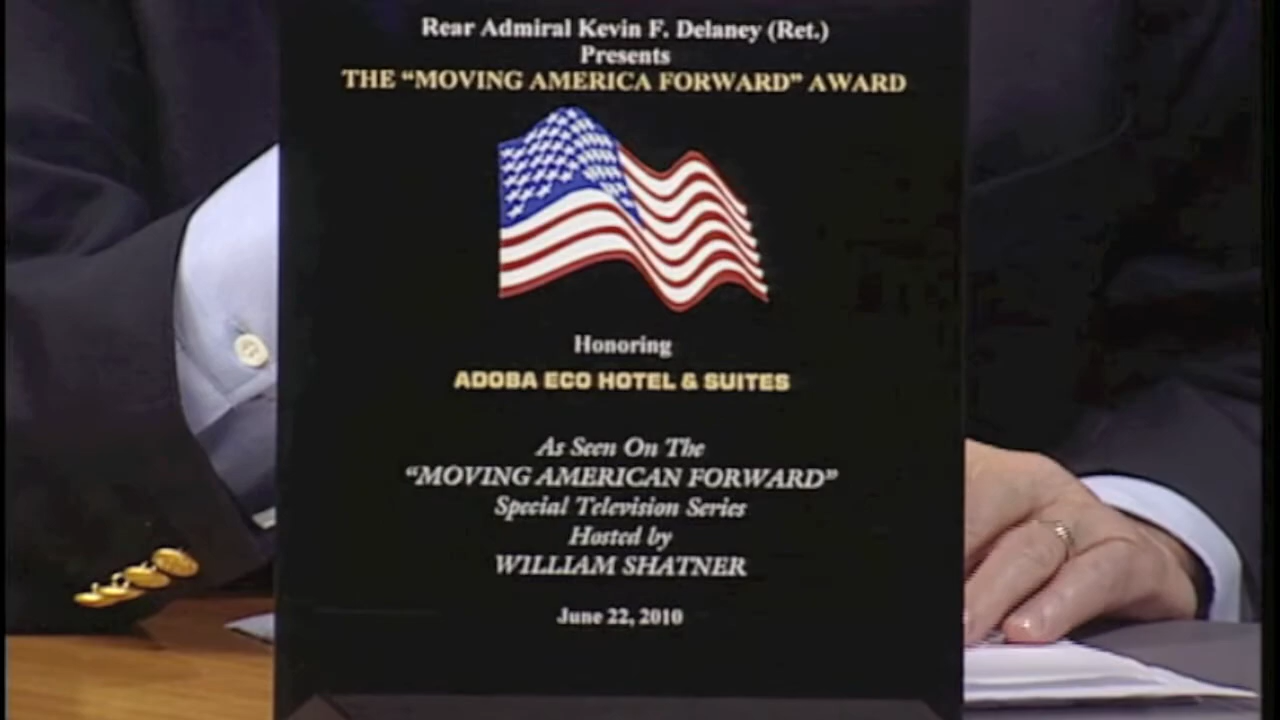 Rear Admiral Kevin F. Delaney (Ret.)
Presents
THE “MOVING AMERICA FORWARD” AWARD
Honoring
ADOBA ECO HOTEL & SUITES
As Seen On The
“MOVING AMERICAN FORWARD”
Special Television Series
Hosted by
WILLIAM SHATNER
June 22, 2010